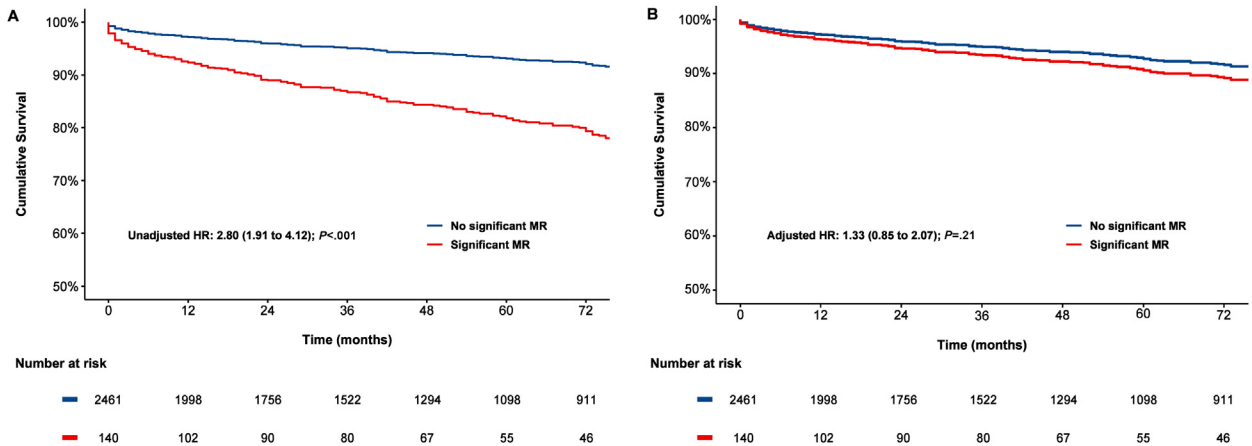 A
100%
90%
80%
70%
60%
50%
Cumulative Survival
Unadjusted HR: 2.80 (1.91 to 4.12); P<.001
No significant MR
Significant MR
0 12 24 36 48 60 72
Time (months)
Number at risk
2461 1998 1756 1522 1294 1098 911
140 102 90 80 67 55 46
B
100%
90%
80%
70%
60%
50%
Cumulative Survival
Adjusted HR: 1.33 (0.85 to 2.07); P=.21
No significant MR
Significant MR
0 12 24 36 48 60 72
Time (months)
Number at risk
2461 1998 1756 1522 1294 1098 911
140 102 90 80 67 55 46